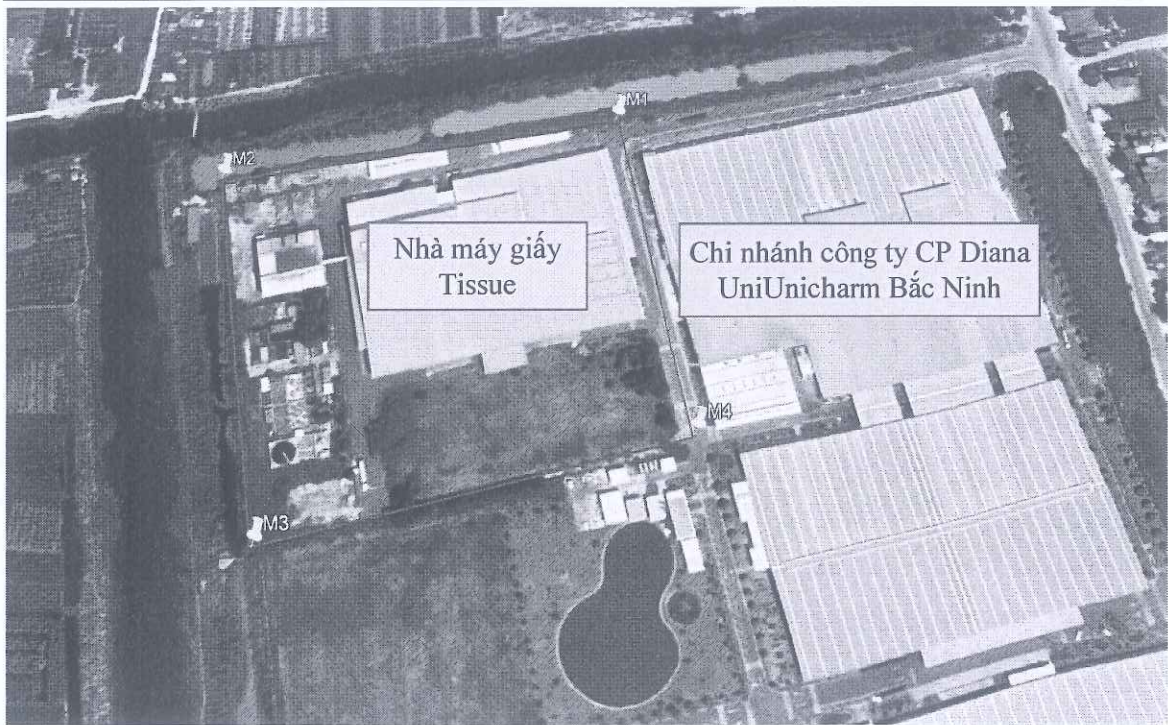 M1
M2
Nhà máy giấy
Tissue
Chi nhánh công ty CP Diana
UniUnicharm Bắc Ninh
M4
M3